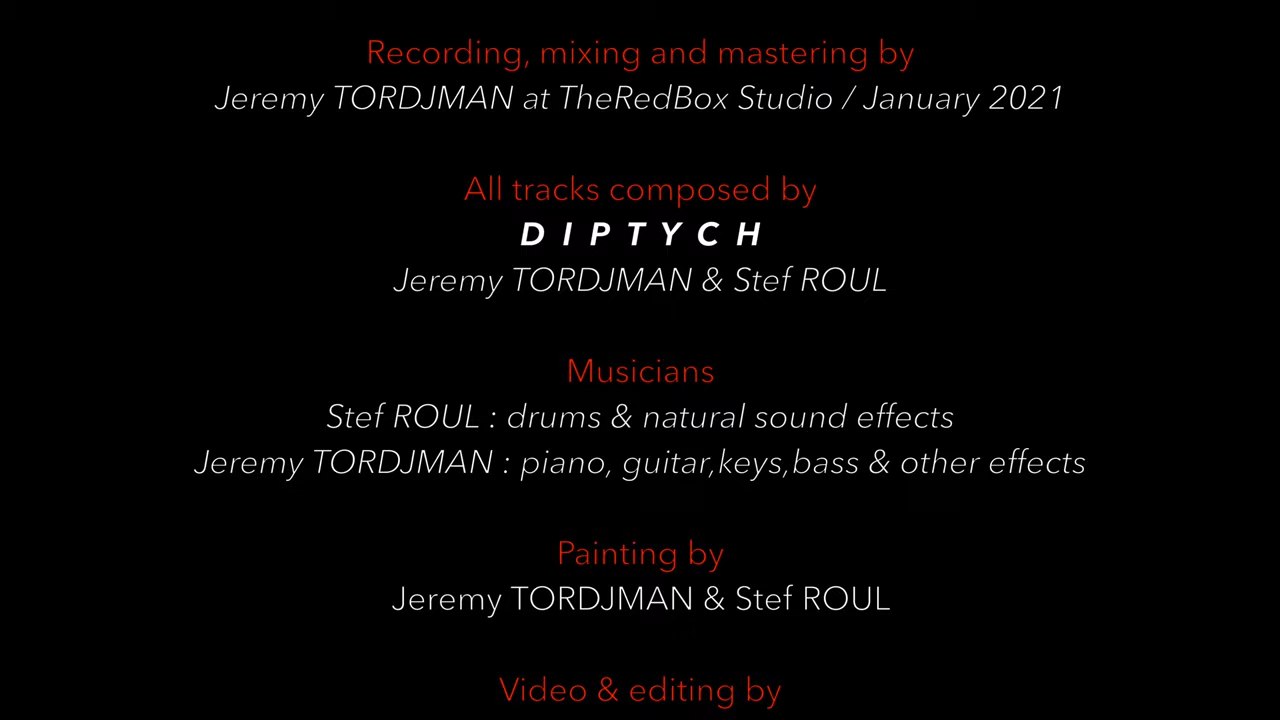 Recording, mixing and mastering by
Jeremy TORDJMAN at TheRedBox Studio / January 2021
All tracks composed by
D I P T Y C H
Jeremy TORDJMAN & Stef ROUL
Musicians
Stef ROUL : drums & natural sound effects
Jeremy TORDJMAN : piano, guitar,keys,bass & other effects
Painting by
Jeremy TORDJMAN & Stef ROUL
Video & editing by